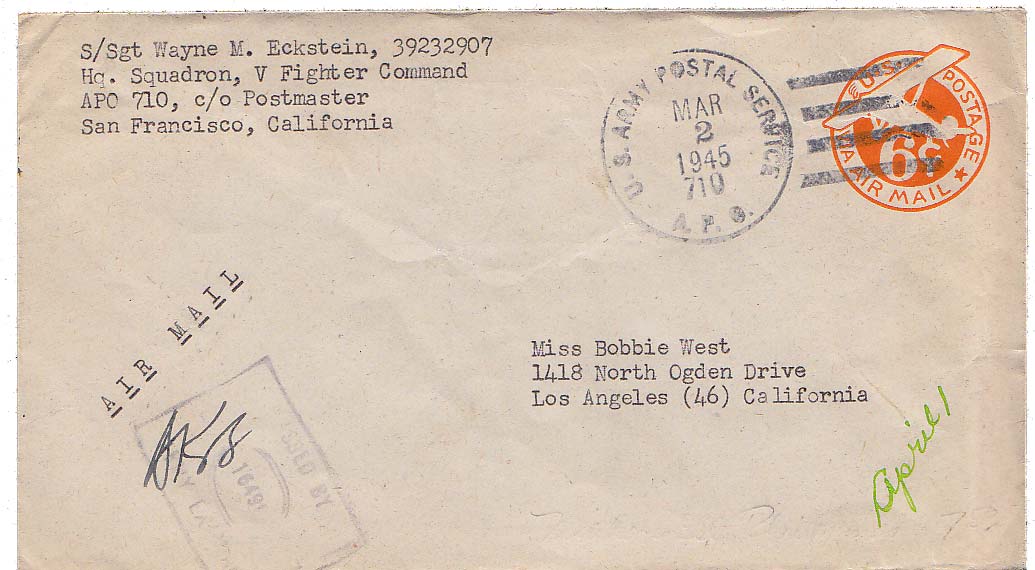 S/Sgt Wayne M. Eckstein, 39232907
Hq. Squadron, V Fighter Command
APO 710, c/o Postmaster
San Francisco, California
U.S. ARMY POSTAL SERVICE
MAR
2
1945
710
A. P. O.
U.S. POSTAGE
6¢
VIA AIR MAIL
AIR MAIL
Miss Bobbie West
1418 North Ogden Drive
Los Angeles (46) California
April 1
BY